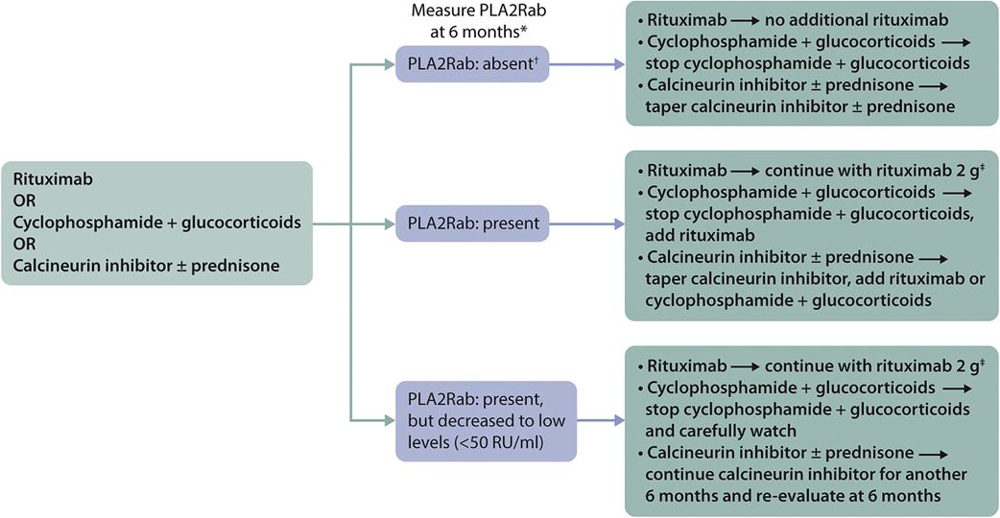 Measure PLA2Rab
at 6 months*
Rituximab
OR
Cyclophosphamide + glucocorticoids
OR
Calcineurin inhibitor ± prednisone
PLA2Rab: absent†
• Rituximab → no additional rituximab
• Cyclophosphamide + glucocorticoids →
stop cyclophosphamide + glucocorticoids
• Calcineurin inhibitor ± prednisone →
taper calcineurin inhibitor ± prednisone
PLA2Rab: present
• Rituximab → continue with rituximab 2 g‡
• Cyclophosphamide + glucocorticoids →
stop cyclophosphamide + glucocorticoids,
add rituximab
• Calcineurin inhibitor ± prednisone →
taper calcineurin inhibitor, add rituximab or
cyclophosphamide + glucocorticoids
PLA2Rab: present,
but decreased to low
levels (<50 RU/ml)
• Rituximab → continue with rituximab 2 g‡
• Cyclophosphamide + glucocorticoids →
stop cyclophosphamide + glucocorticoids
and carefully watch
• Calcineurin inhibitor ± prednisone →
continue calcineurin inhibitor for another
6 months and re-evaluate at 6 months